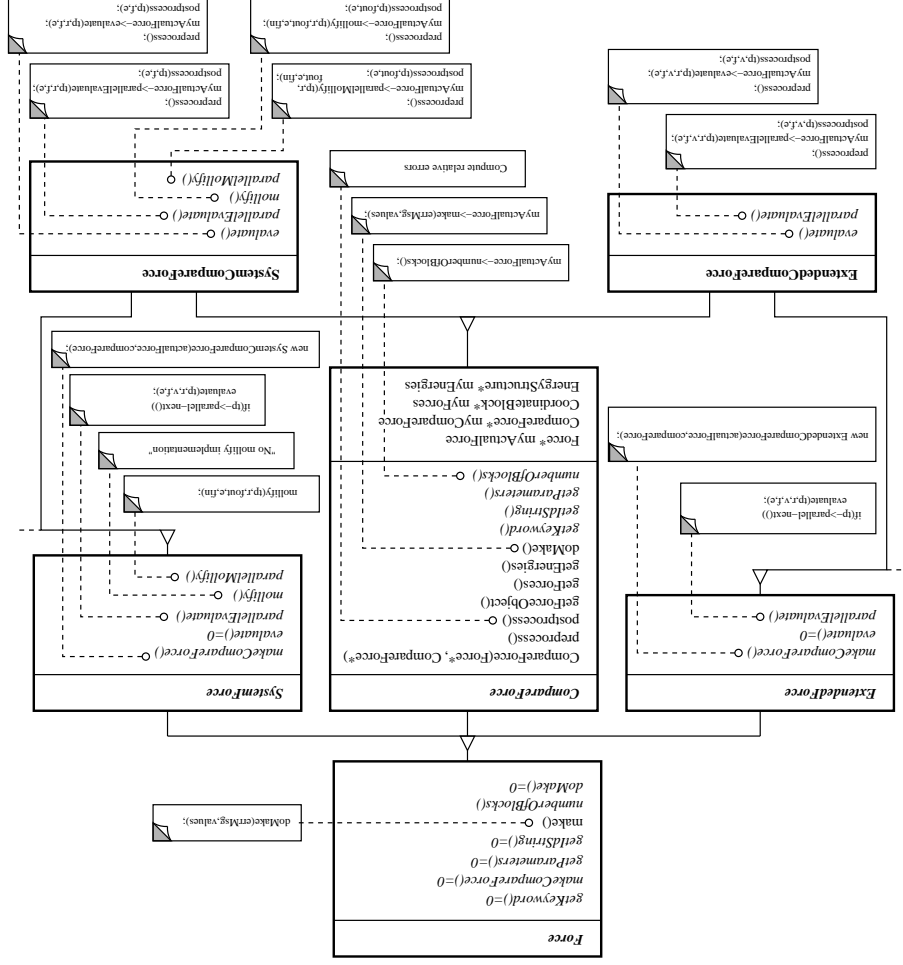 Force
getKeyword()=0
makeCompareForce()=0
getParameters()=0
getIdString()=0
make()
numberOfBlocks()
doMake()=0
doMake(errMsg,values);
ExtendedForce
makeCompareForce()
evaluate()=0
parallelEvaluate()
if(tp−>parallel−next())
evaluate(tp,r,v,f,e);
new ExtendedCompareForce(actualForce,compareForce);
CompareForce
CompareForce(Force*, CompareForce*)
preprocess()
postprocess()
getForceObject()
getForces()
getEnergies()
doMake()
getKeyword()
getIdString()
getParameters()
numberOfBlocks()
Force* myActualForce
CompareForce* myCompareForce
CoordinateBlock* myForces
EnergyStructure* myEnergies
SystemForce
makeCompareForce()
evaluate()=0
parallelEvaluate()
mollify()
parallelMollify()
mollify(tp,r,fout,e,fin);
"No mollify implementation"
if(tp−>parallel−next())
evaluate(tp,r,v,f,e);
new SystemCompareForce(actualForce,compareForce);
ExtendedCompareForce
evaluate()
parallelEvaluate()
preprocess();
myActualForce−>parallelEvaluate(tp,r,v,f,e);
postprocess(tp,v,f,e);
preprocess();
myActualForce−>evaluate(tp,r,v,f,e);
postprocess(tp,v,f,e);
myActualForce−>numberOfBlocks();
myActualForce−>make(errMsg,values);
Compute relative errors
SystemCompareForce
evaluate()
parallelEvaluate()
mollify()
parallelMollify()
preprocess();
myActualForce−>parallelMollify(tp,r,
fout,e,fin);
postprocess(tp,fout,e);
preprocess();
myActualForce−>parallelEvaluate(tp,r,f,e);
postprocess(tp,f,e);
preprocess();
myActualForce−>mollify(tp,r,fout,e,fin);
postprocess(tp,fout,e);
preprocess();
myActualForce−>evaluate(tp,r,f,e);
postprocess(tp,f,e);